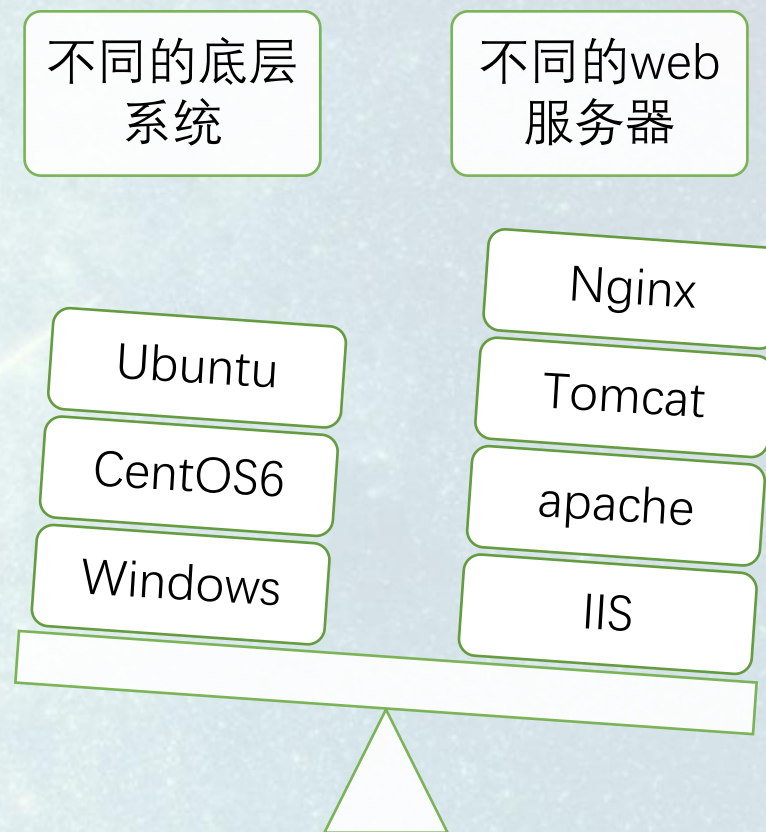 不同的底层
系统
不同的web
服务器
Ubuntu
CentOS6
Windows
Nginx
Tomcat
apache
IIS